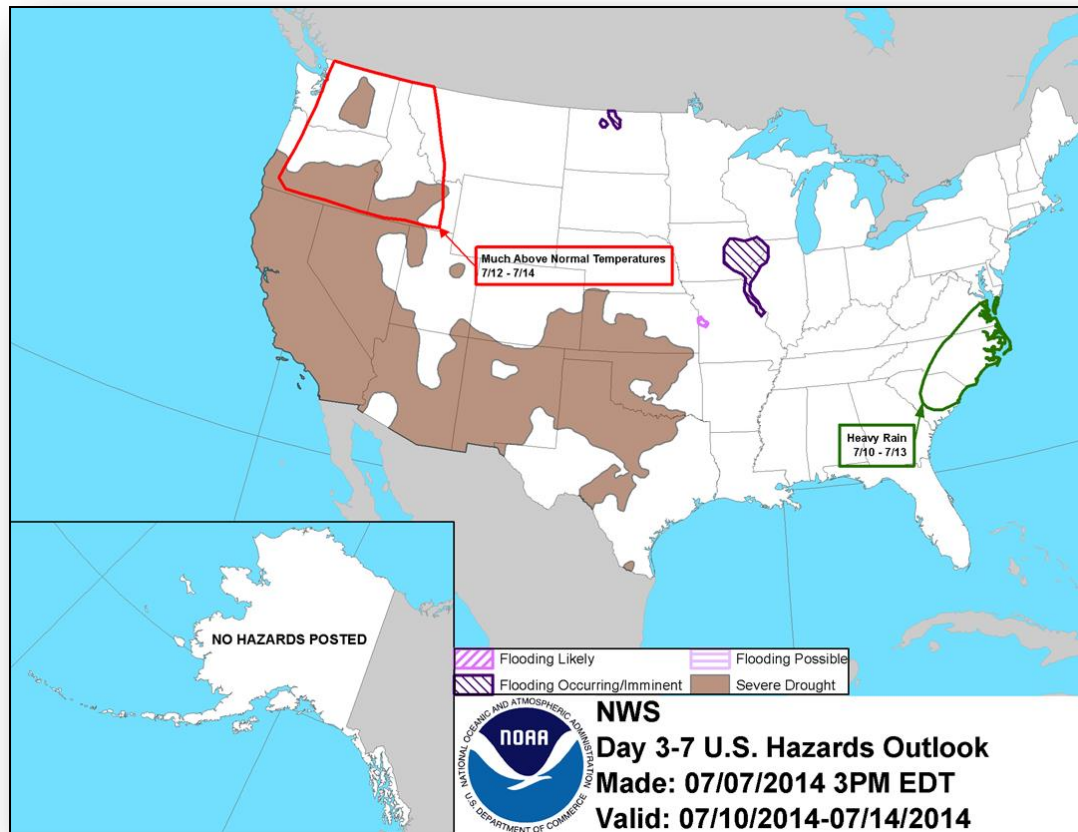 Much Above Normal Temperatures
7/12 - 7/14
Heavy Rain
7/10 - 7/13
NO HAZARDS POSTED
Flooding Likely
Flooding Possible
Flooding Occurring/Imminent
Severe Drought
NATIONAL OCEANIC AND ATMOSPHERIC ADMINISTRATION
NOAA
U.S. DEPARTMENT OF COMMERCE
NWS
Day 3-7 U.S. Hazards Outlook
Made: 07/07/2014 3PM EDT
Valid: 07/10/2014-07/14/2014